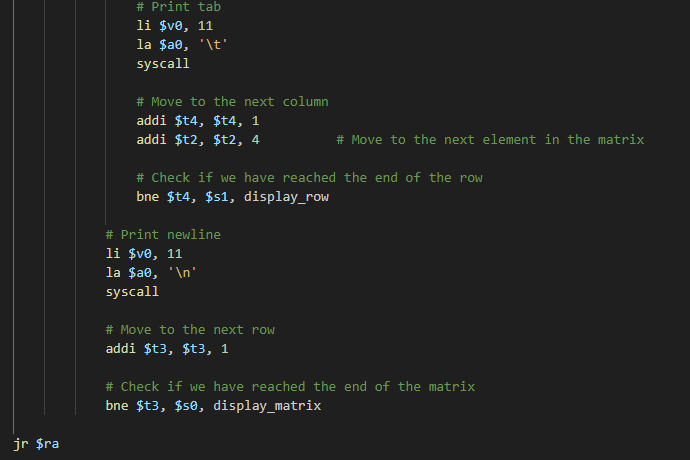 # Print tab
li $v0, 11
la $a0, '\t'
syscall
# Move to the next column
addi $t4, $t4, 1
addi $t2, $t2, 4 # Move to the next element in the matrix
# Check if we have reached the end of the row
bne $t4, $s1, display_row
# Print newline
li $v0, 11
la $a0, '\n'
syscall
# Move to the next row
addi $t3, $t3, 1
# Check if we have reached the end of the matrix
bne $t3, $s0, display_matrix
jr $ra